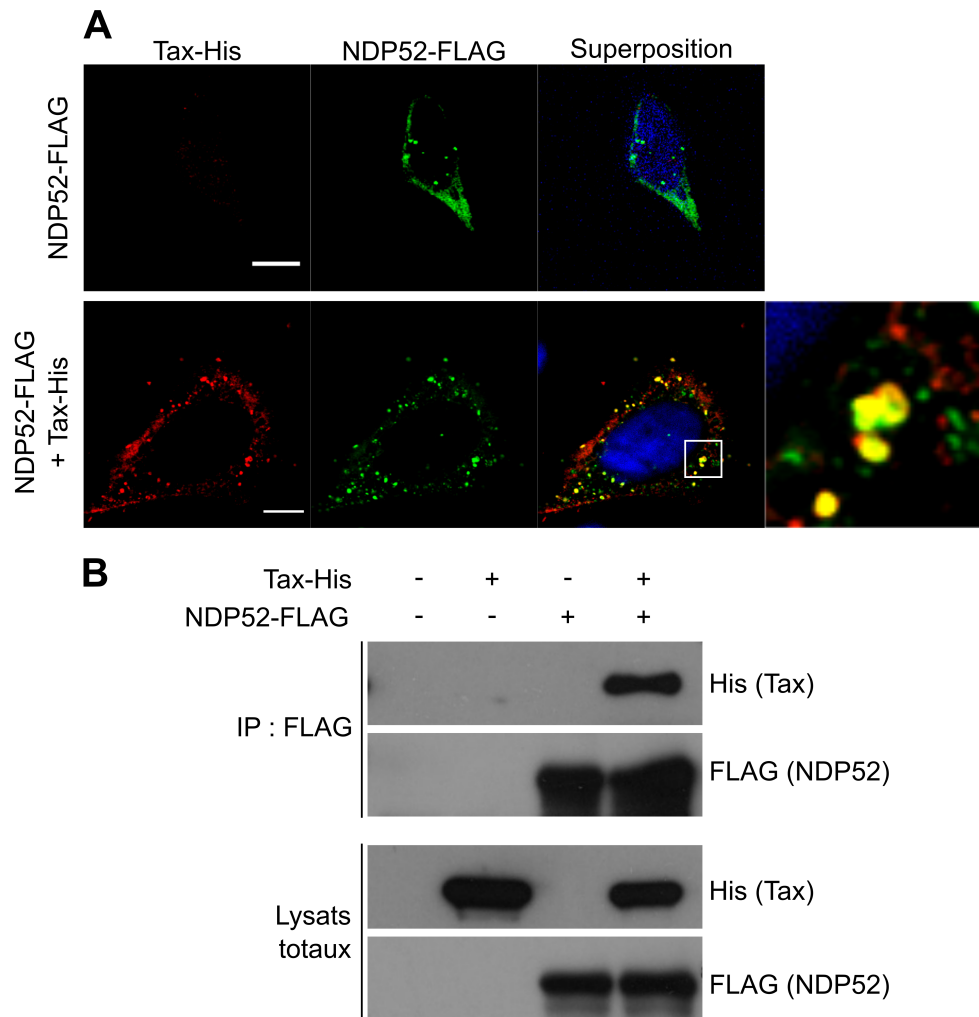 A
Tax-His NDP52-FLAG Superposition
NDP52-FLAG
NDP52-FLAG
+ Tax-His
B
Tax-His - + - +
NDP52-FLAG - - + +
IP : FLAG
His (Tax)
FLAG (NDP52)
Lysats
totaux
His (Tax)
FLAG (NDP52)